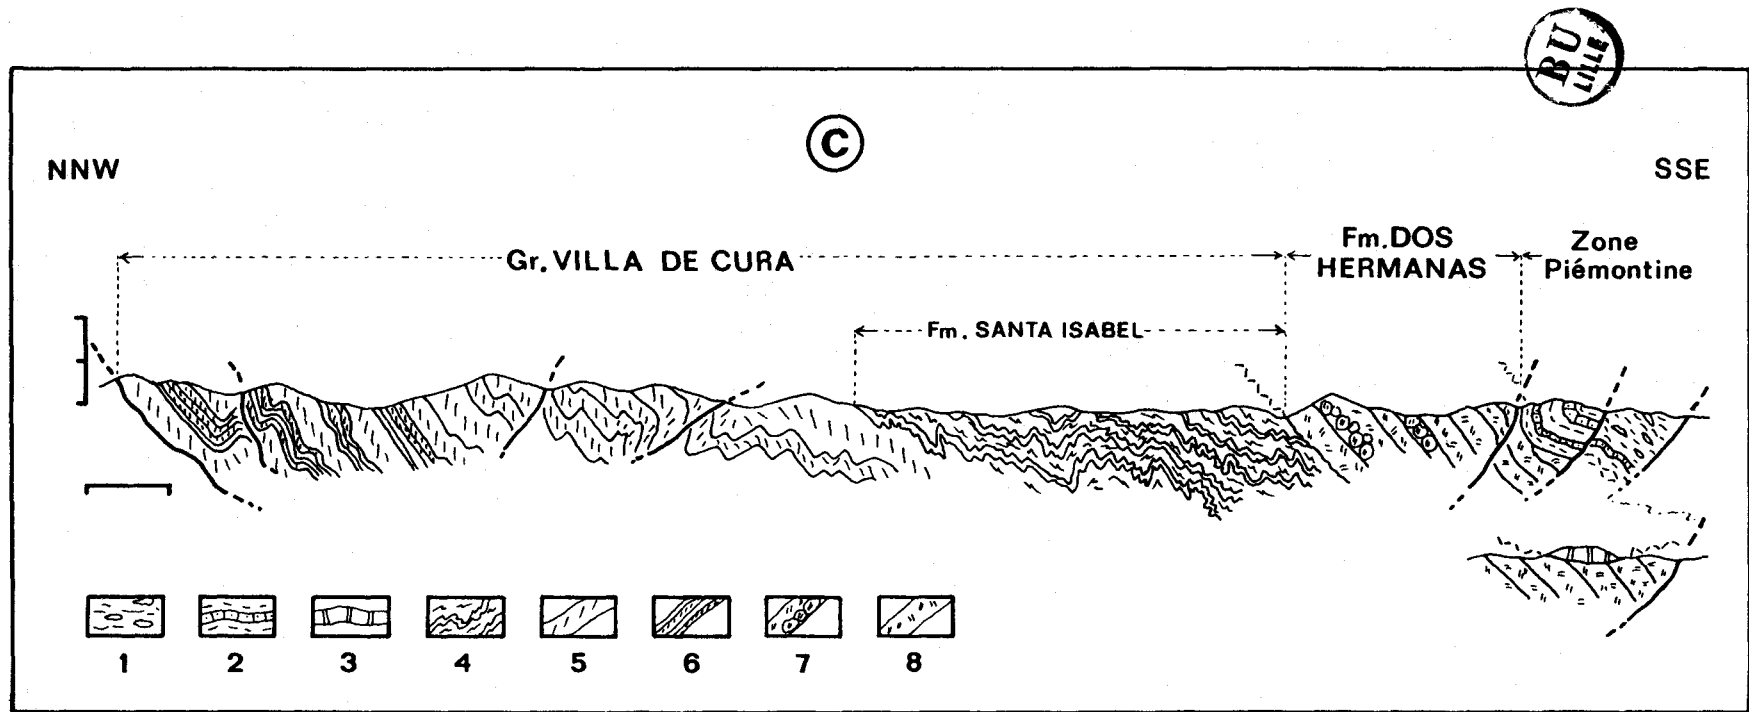 BU
LILLE
C
NNW
SSE
Gr. VILLA DE CURA
Fm. DOS
HERMANAS
Zone
Piémontine
Fm. SANTA ISABEL
1 2 3 4 5 6 7 8